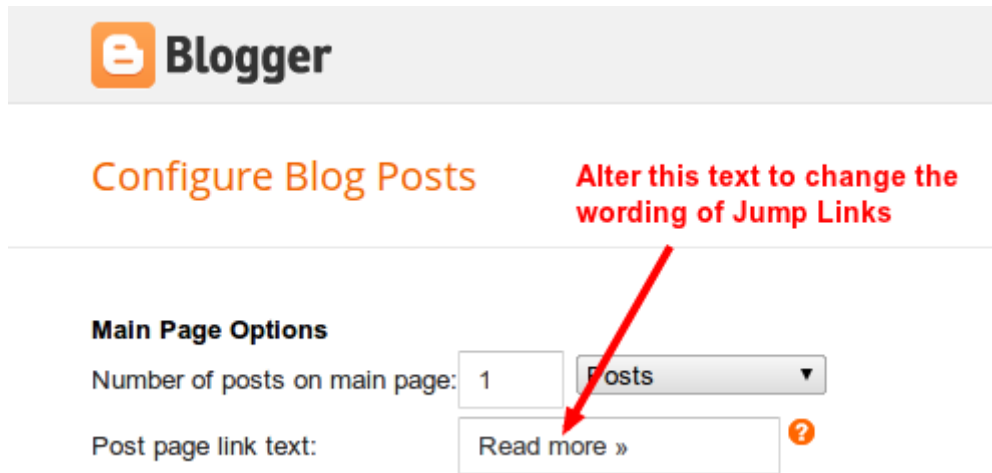 Blogger
Configure Blog Posts
Alter this text to change the
wording of Jump Links
Main Page Options
Number of posts on main page: 1 Posts
Post page link text: Read more »
?